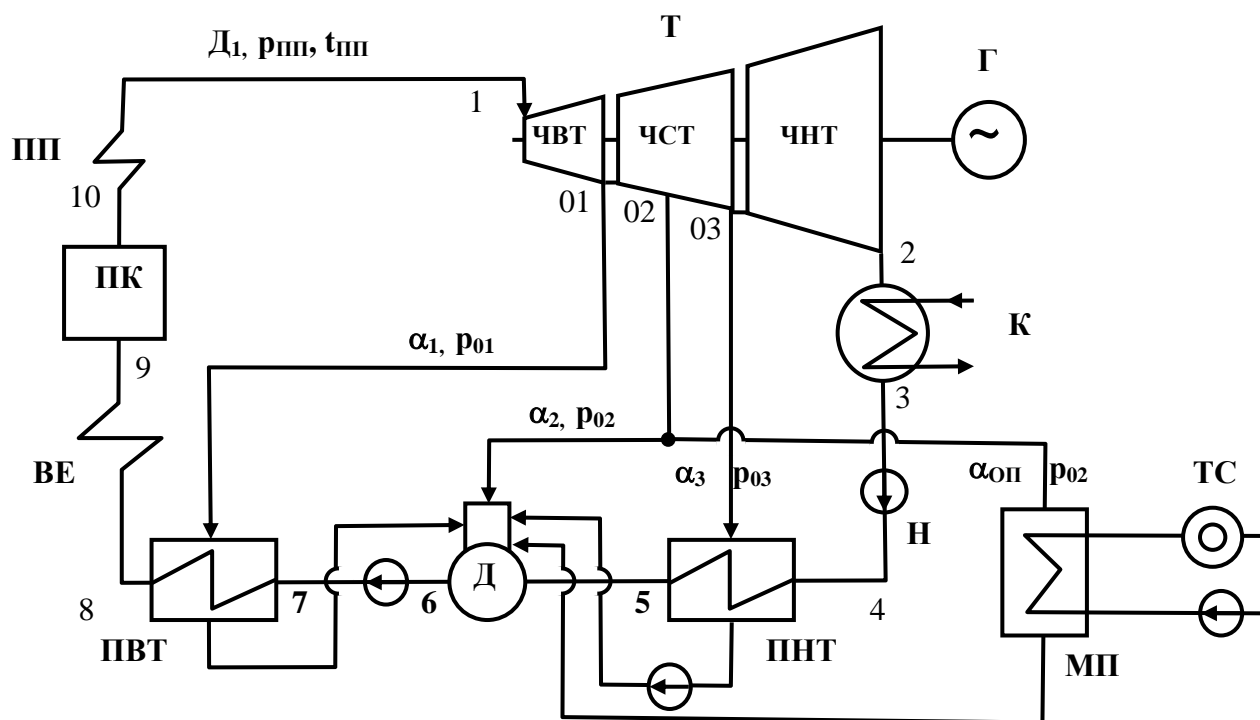 Т
Д₁, pПП, tПП
Г
1
ЧВТ
ЧСТ
ЧНТ
~
ПП
10
01
02
03
2
ПК
К
α₁, p₀₁
9
3
α₂, p₀₂
ВЕ
α₃
p₀₃
αОП
p₀₂
ТС
Н
Д
8
7
6
5
4
ПВТ
ПНТ
МП